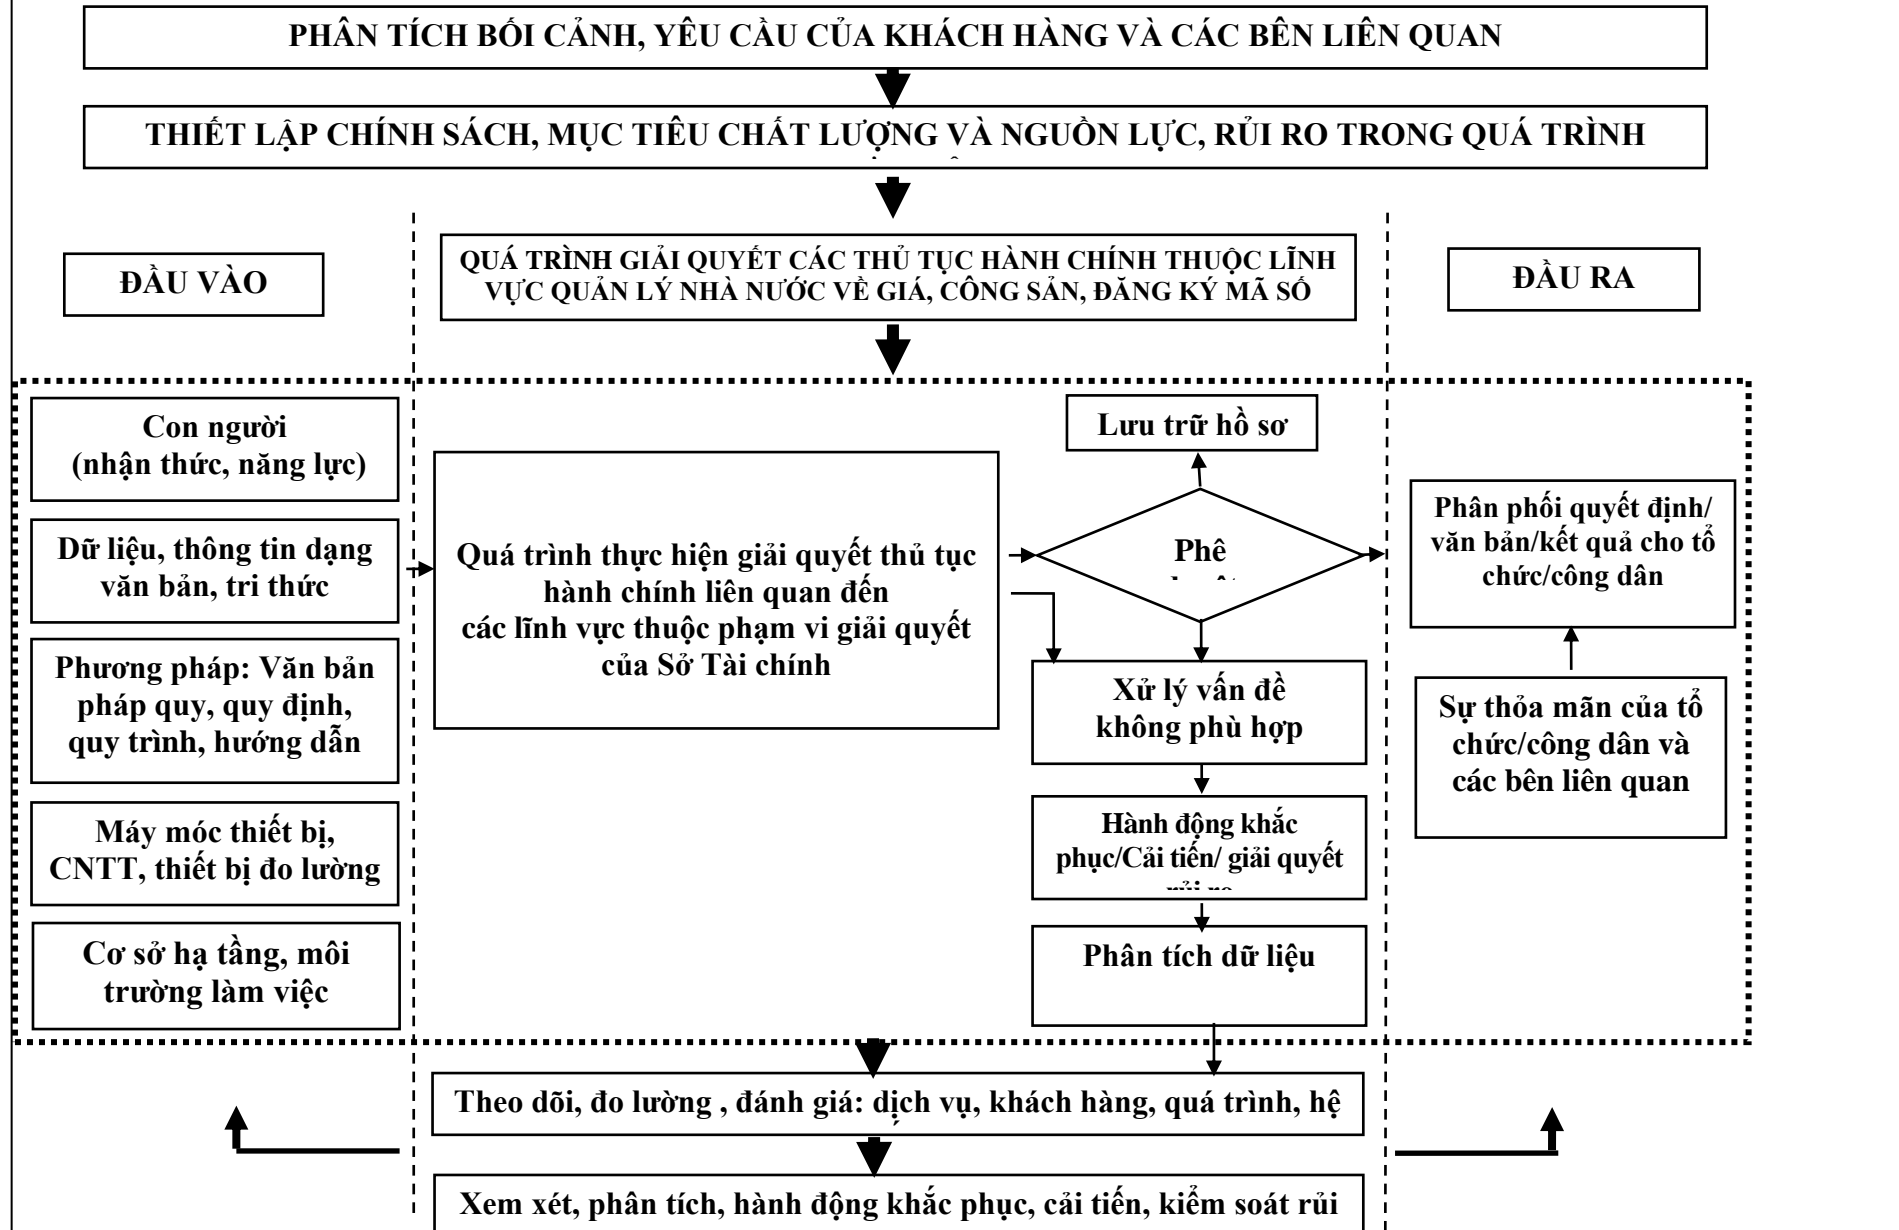 PHÂN TÍCH BỐI CẢNH, YÊU CẦU CỦA KHÁCH HÀNG VÀ CÁC BÊN LIÊN QUAN
THIẾT LẬP CHÍNH SÁCH, MỤC TIÊU CHẤT LƯỢNG VÀ NGUỒN LỰC, RỦI RO TRONG QUÁ TRÌNH
ĐẦU VÀO
QUÁ TRÌNH GIẢI QUYẾT CÁC THỦ TỤC HÀNH CHÍNH THUỘC LĨNH
VỰC QUẢN LÝ NHÀ NƯỚC VỀ GIÁ, CÔNG SẢN, ĐĂNG KÝ MÃ SỐ
ĐẦU RA
Con người
(nhận thức, năng lực)
Dữ liệu, thông tin dạng
văn bản, tri thức
Phương pháp: Văn bản
pháp quy, quy định,
quy trình, hướng dẫn
Máy móc thiết bị,
CNTT, thiết bị đo lường
Cơ sở hạ tầng, môi
trường làm việc
Quá trình thực hiện giải quyết thủ tục
hành chính liên quan đến
các lĩnh vực thuộc phạm vi giải quyết
của Sở Tài chính
Lưu trữ hồ sơ
Phê
Xử lý vấn đề
không phù hợp
Hành động khắc
phục/Cải tiến/ giải quyết
Phân tích dữ liệu
Phân phối quyết định/
văn bản/kết quả cho tổ
chức/công dân
Sự thỏa mãn của tổ
chức/công dân và
các bên liên quan
Theo dõi, đo lường , đánh giá: dịch vụ, khách hàng, quá trình, hệ
Xem xét, phân tích, hành động khắc phục, cải tiến, kiểm soát rủi